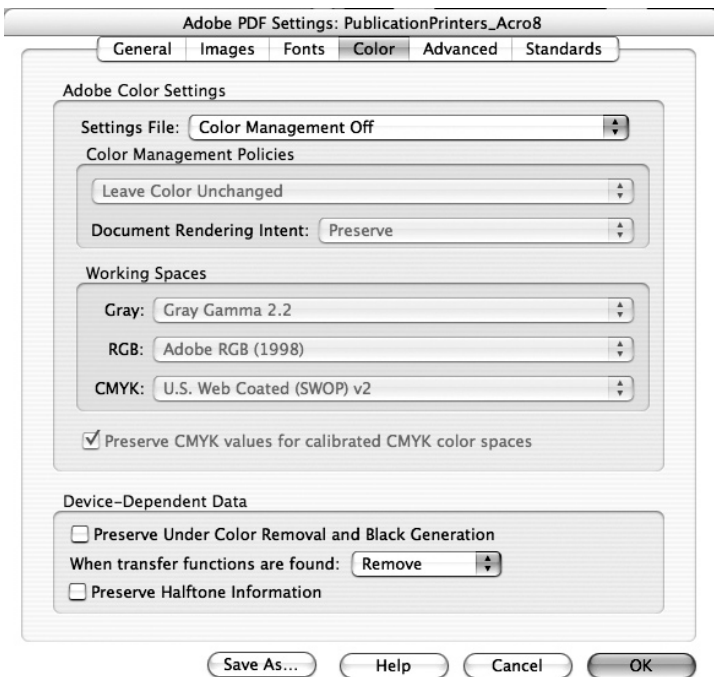 Adobe PDF Settings: PublicationPrinters_Acro8
General Images Fonts Color Advanced Standards
Adobe Color Settings
Settings File: Color Management Off
Color Management Policies
Leave Color Unchanged
Document Rendering Intent: Preserve
Working Spaces
Gray: Gray Gamma 2.2
RGB: Adobe RGB (1998)
CMYK: U.S. Web Coated (SWOP) v2
Preserve CMYK values for calibrated CMYK color spaces
Device-Dependent Data
Preserve Under Color Removal and Black Generation
When transfer functions are found: Remove
Preserve Halftone Information
Save As... Help Cancel OK